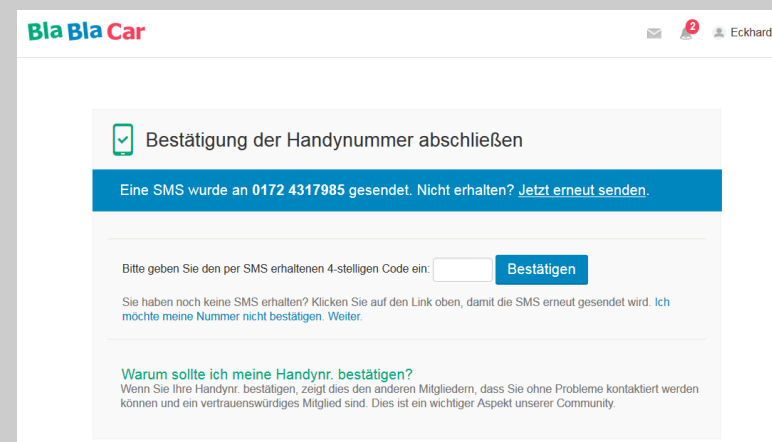 Bla Bla Car
2
Eckhard
Bestätigung der Handynummer abschließen
Eine SMS wurde an 0172 4317985 gesendet. Nicht erhalten? Jetzt erneut senden.
Bitte geben Sie den per SMS erhaltenen 4-stelligen Code ein:
Bestätigen
Sie haben noch keine SMS erhalten? Klicken Sie auf den Link oben, damit die SMS erneut gesendet wird. Ich
möchte meine Nummer nicht bestätigen. Weiter.
Warum sollte ich meine Handynr. bestätigen?
Wenn Sie Ihre Handynr. bestätigen, zeigt dies den anderen Mitgliedern, dass Sie ohne Probleme kontaktiert werden
können und ein vertrauenswürdiges Mitglied sind. Dies ist ein wichtiger Aspekt unserer Community.